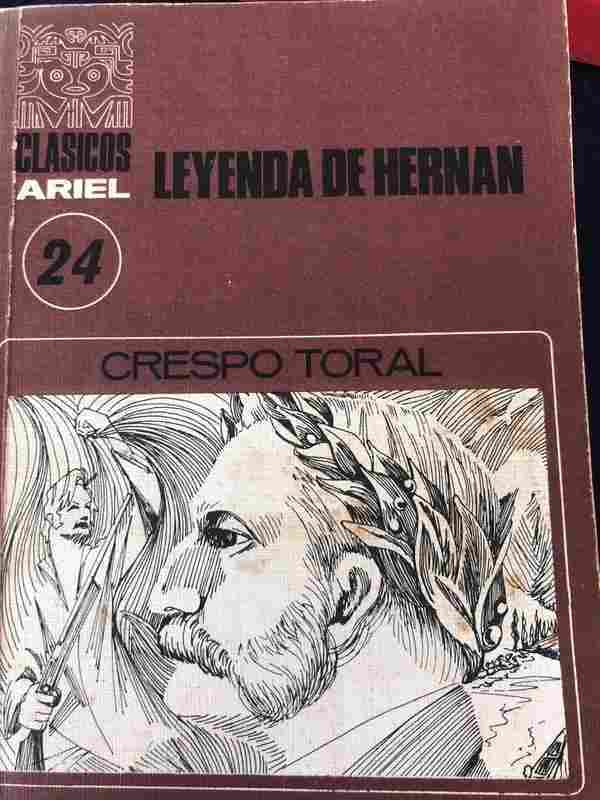 CLASICOS
ARIEL
LEYENDA DE HERNAN
24
CRESPO TORAL